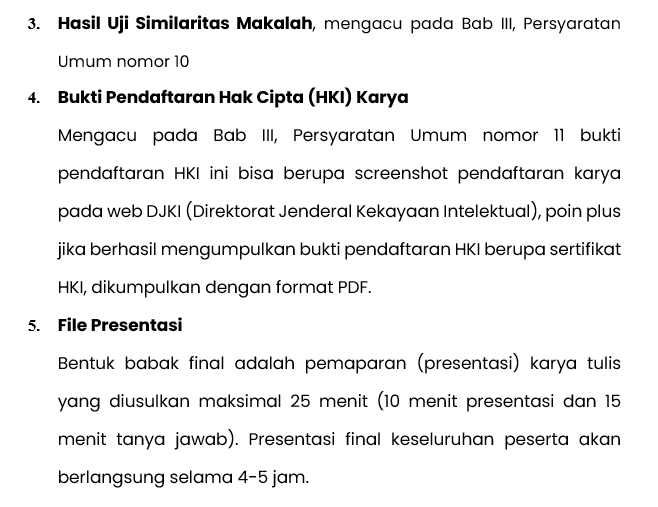 3. Hasil Uji Similaritas Makalah, mengacu pada Bab III, Persyaratan
Umum nomor 10
4. Bukti Pendaftaran Hak Cipta (HKI) Karya
Mengacu pada Bab III, Persyaratan Umum nomor 11 bukti
pendaftaran HKI ini bisa berupa screenshot pendaftaran karya
pada web DJKI (Direktorat Jenderal Kekayaan Intelektual), poin plus
jika berhasil mengumpulkan bukti pendaftaran HKI berupa sertifikat
HKI, dikumpulkan dengan format PDF.
5. File Presentasi
Bentuk babak final adalah pemaparan (presentasi) karya tulis
yang diusulkan maksimal 25 menit (10 menit presentasi dan 15
menit tanya jawab). Presentasi final keseluruhan peserta akan
berlangsung selama 4-5 jam.